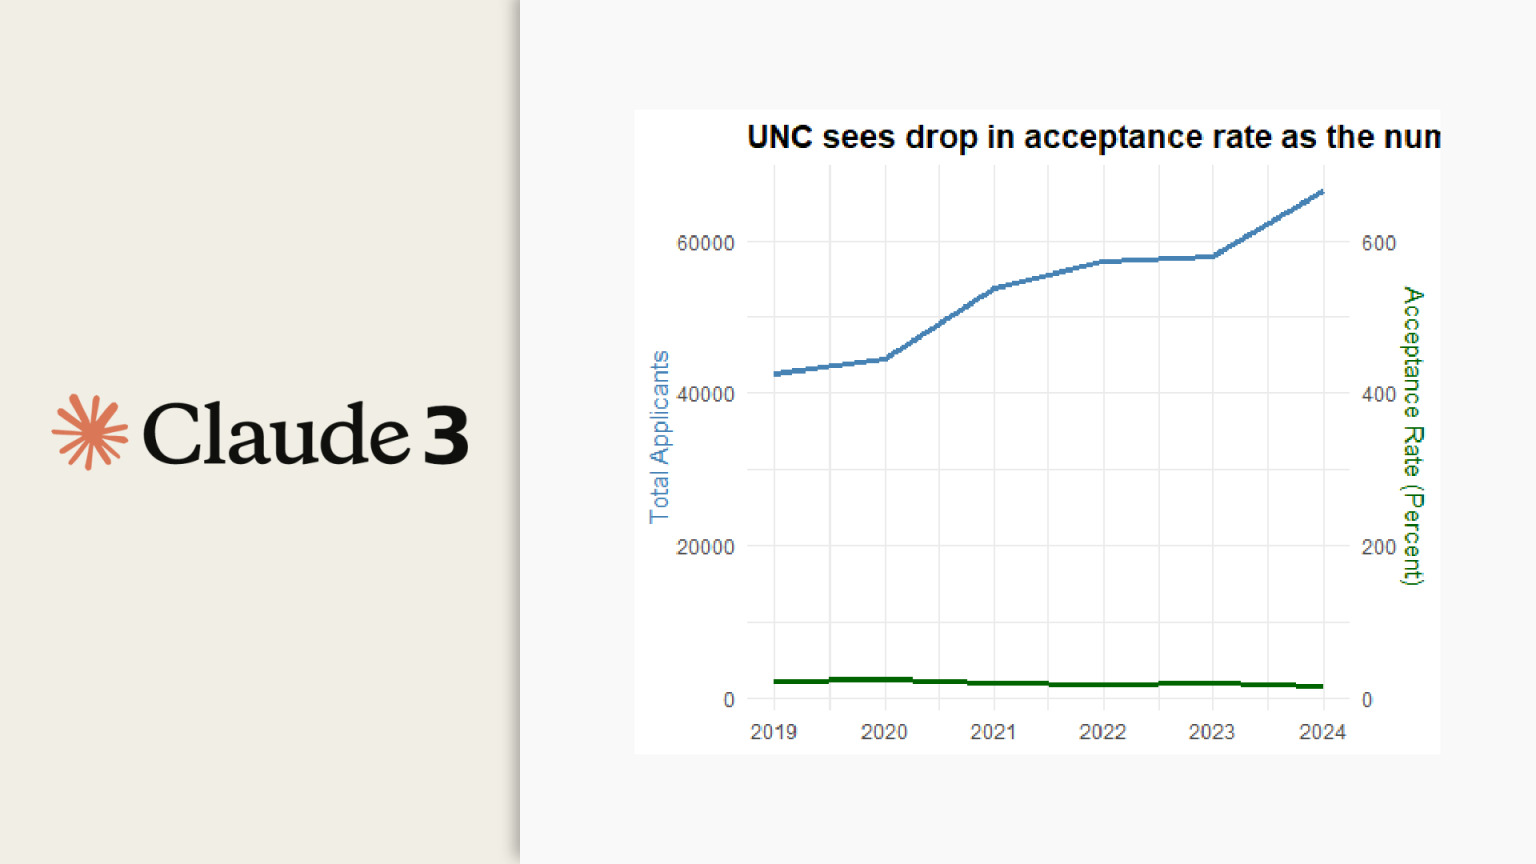 Claude 3
UNC sees drop in acceptance rate as the num
60000
40000
20000
0
Total Applicants
600
400
200
0
Acceptance Rate (Percent)
2019 2020 2021 2022 2023 2024